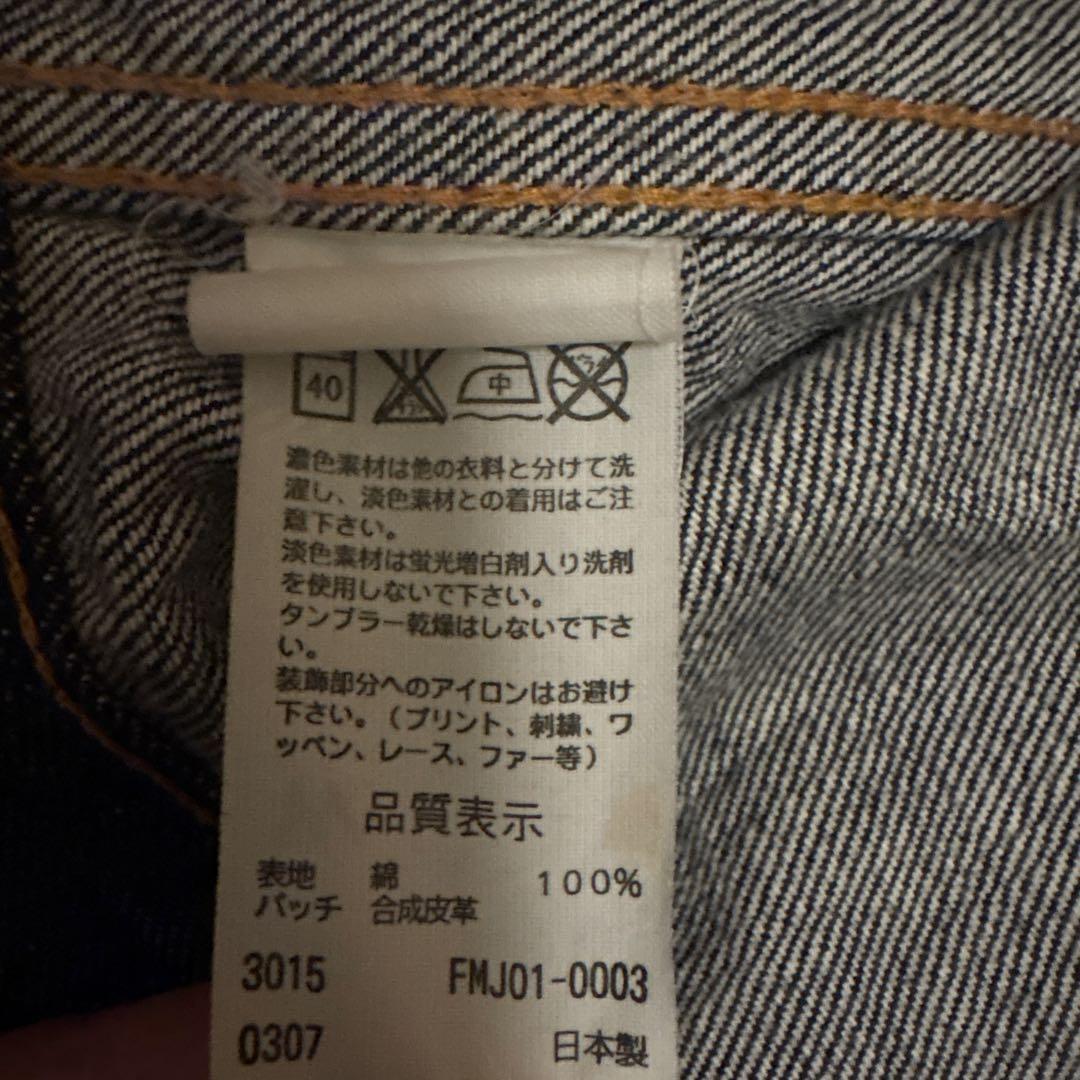 40
中
濃色素材は他の衣料と分けて洗
濯し、淡色素材との着用はご注
意下さい。
淡色素材は蛍光増白剤入り洗剤
を使用しないで下さい。
タンブラー乾燥はしないで下さ
い。
装飾部分へのアイロンはお避け
下さい。（プリント、刺繍、ワ
ッペン、レース、ファー等）
品質表示
表地 綿 100%
パッチ 合成皮革
3015 FMJ01-0003
0307 日本製